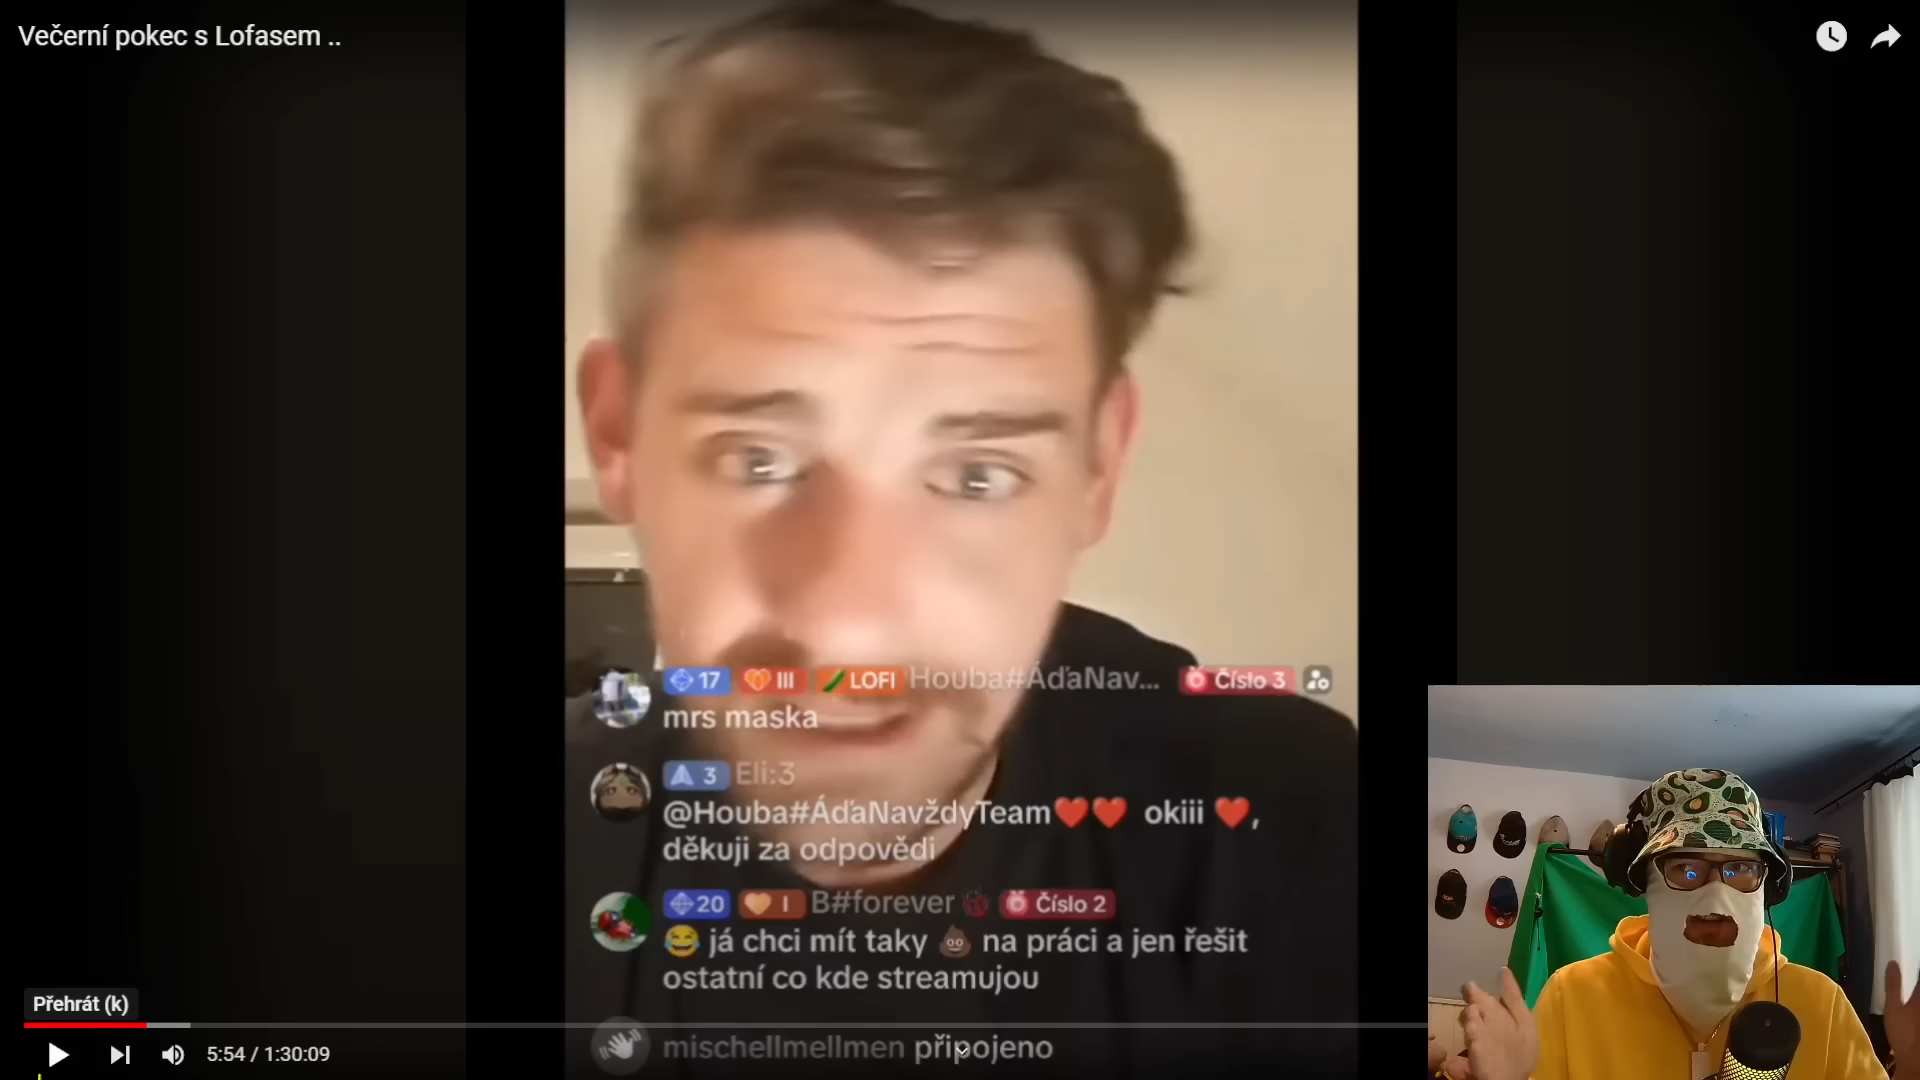 Večerní pokec s Lofasem ..
17 III LOFI Houba#ÁďaNav... Číslo 3
mrs maska
3 Eli:3
@Houba#ÁďaNavždyTeam❤️❤️ okiii ❤️,
děkuji za odpovědi
20 I B#forever🐞 Číslo 2
😂 já chci mít taky 💩 na práci a jen řešit
ostatní co kde streamujou
mischellmellmen připojeno
Přehrát (k)
5:54 / 1:30:09